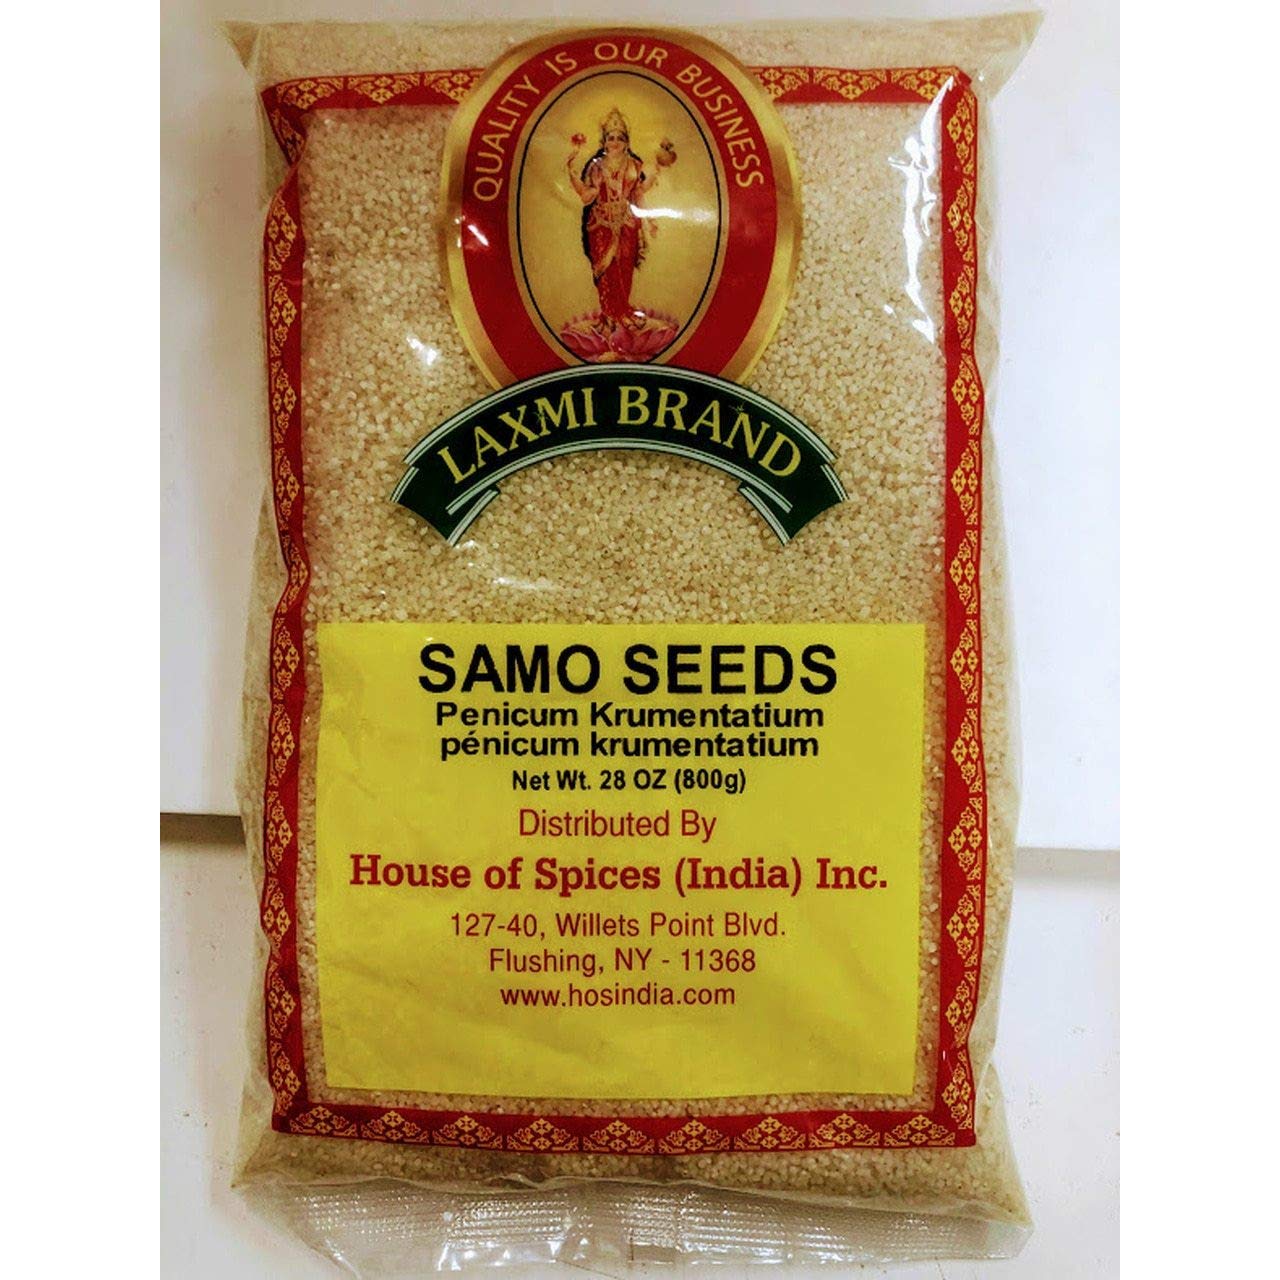 QUALITY IS OUR BUSINESS
LAXMI BRAND
SAMO SEEDS
Penicum Krumentatium
pénicum krumentatium
Net Wt. 28 OZ (800g)
Distributed By
House of Spices (India) Inc.
127-40, Willets Point Blvd.
Flushing, NY - 11368
www.hosindia.com